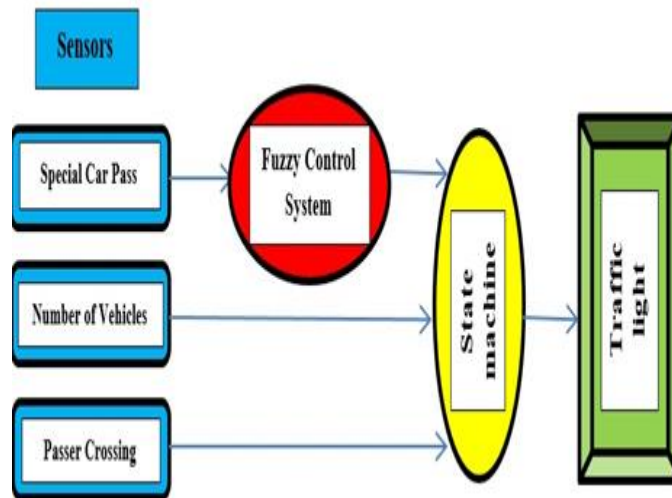 Sensors
Special Car Pass
Fuzzy Control
System
Number of Vehicles
State
machine
Traffic
light
Passer Crossing